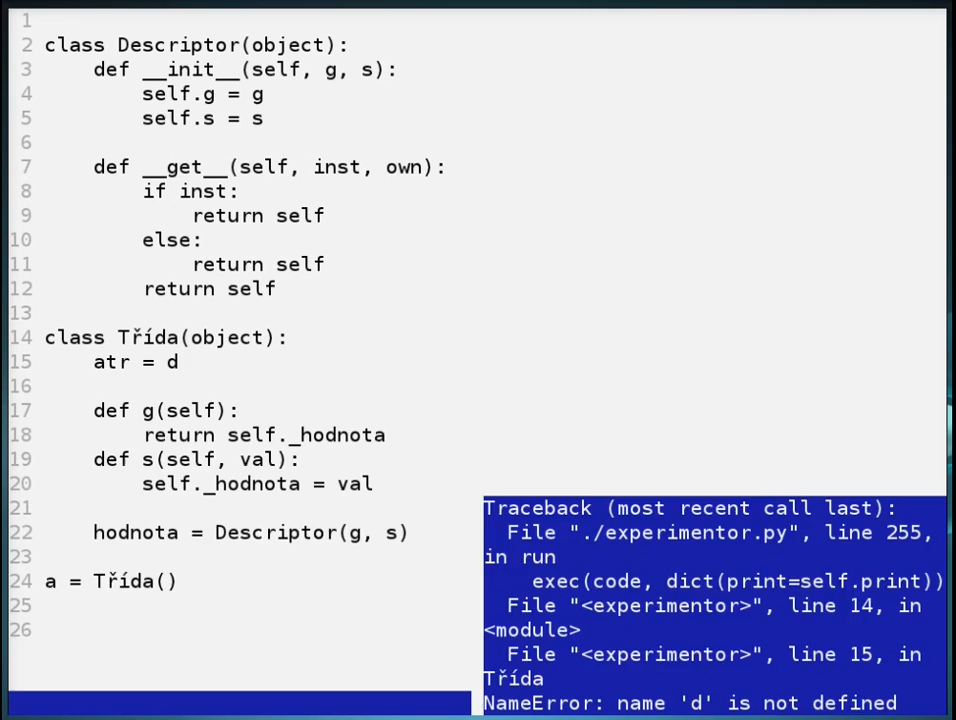 1
2 class Descriptor(object):
3     def __init__(self, g, s):
4         self.g = g
5         self.s = s
6
7     def __get__(self, inst, own):
8         if inst:
9             return self
10         else:
11             return self
12         return self
13
14 class Třída(object):
15     atr = d
16
17     def g(self):
18         return self._hodnota
19     def s(self, val):
20         self._hodnota = val
21
22     hodnota = Descriptor(g, s)
23
24 a = Třída()
25
26
Traceback (most recent call last):
  File "./experimentor.py", line 255,
in run
    exec(code, dict(print=self.print))
  File "<experimentor>", line 14, in
<module>
  File "<experimentor>", line 15, in
Třída
NameError: name 'd' is not defined